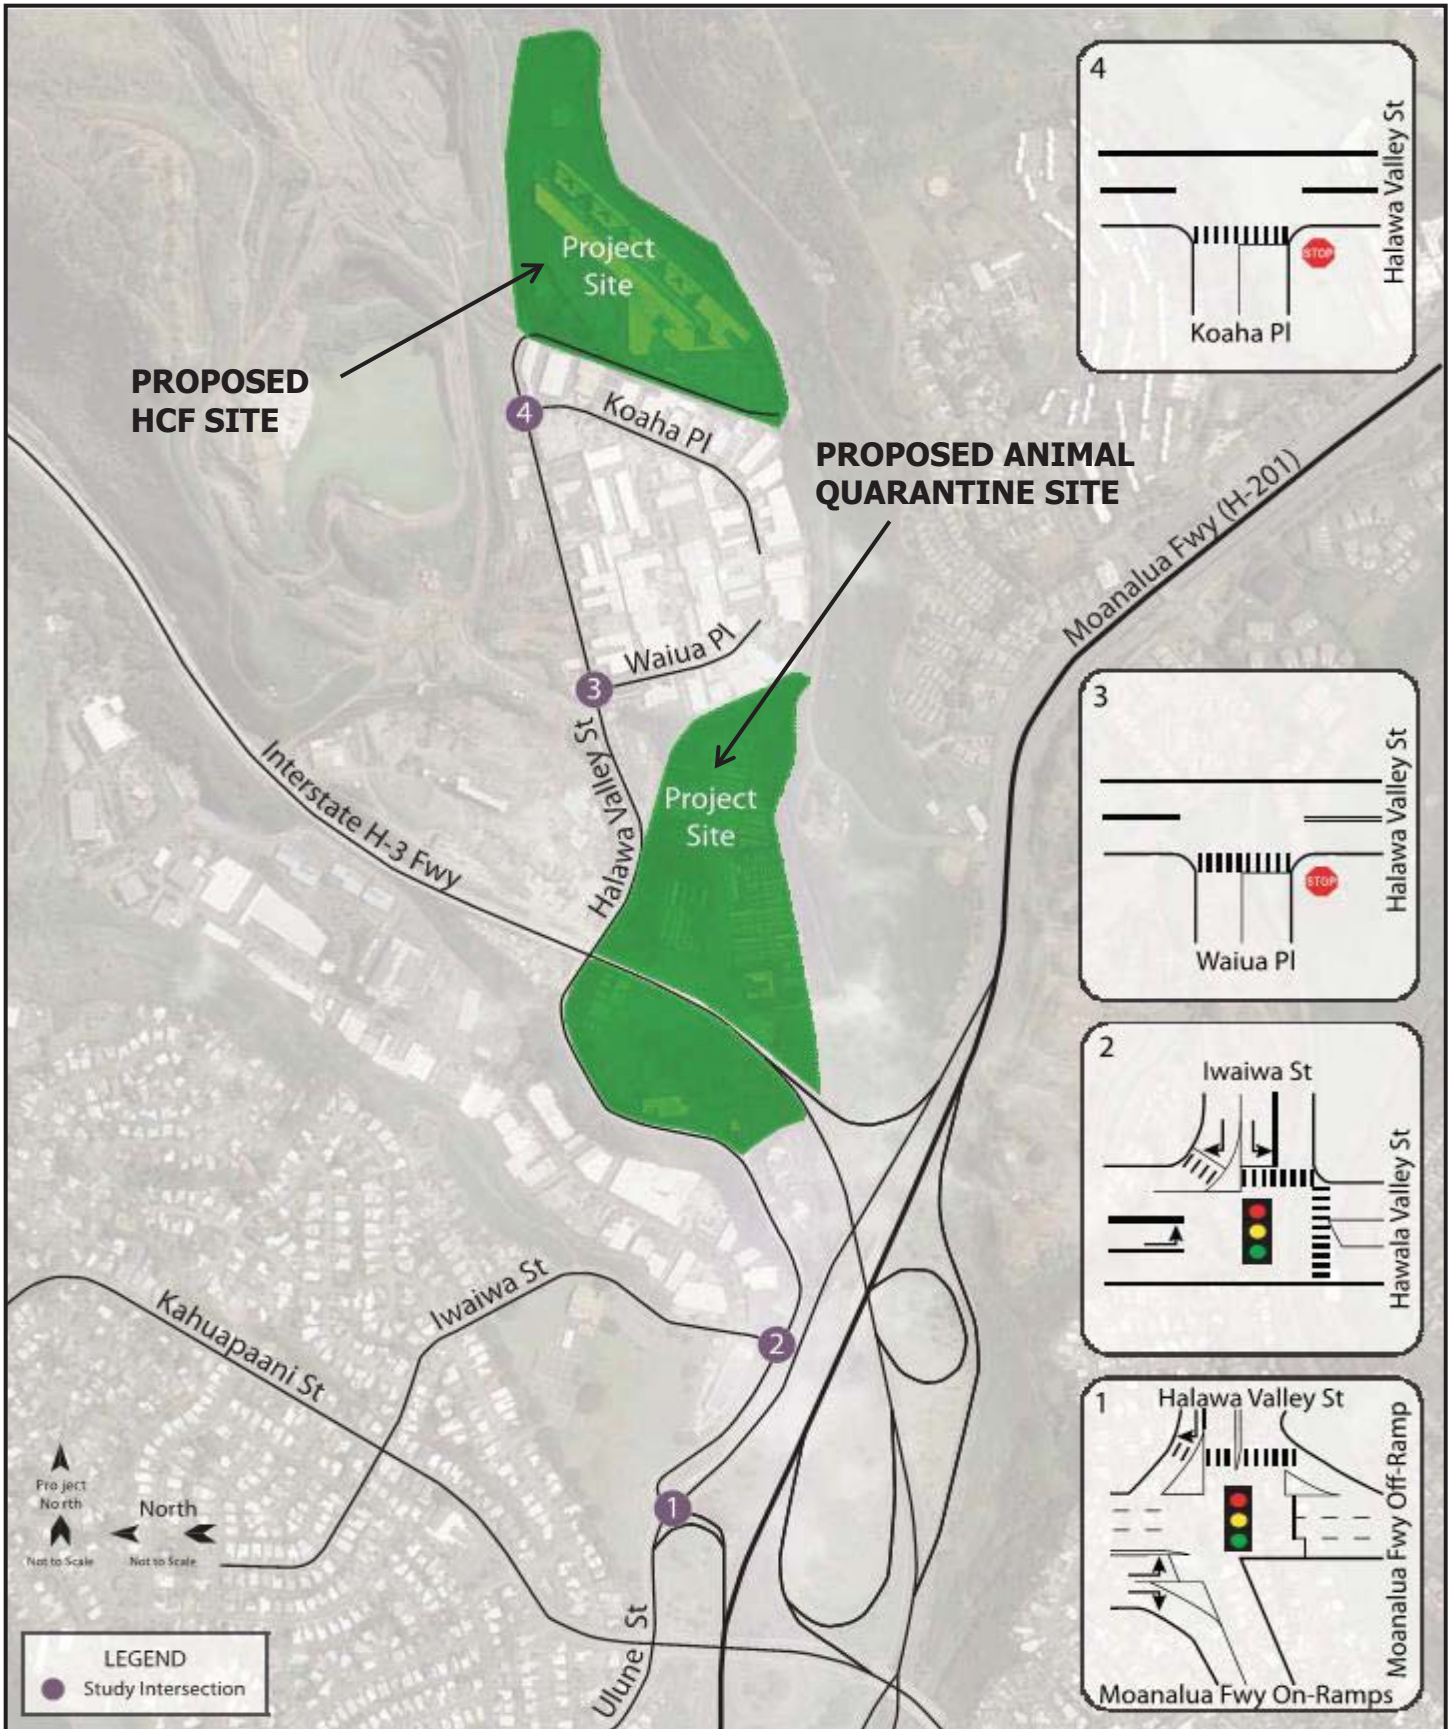 4
Halawa Valley St
STOP
Koaha Pl
Project
Site
PROPOSED
HCF SITE
4
Koaha Pl
PROPOSED ANIMAL
QUARANTINE SITE
Moanalua Fwy (H-201)
Waiua Pl
3
Halawa Valley St
Interstate H-3 Fwy
Project
Site
3
Halawa Valley St
STOP
Waiua Pl
2
Iwaiwa St
Hawala Valley St
Iwaiwa St
Kahuapaani St
2
1
Ulune St
1
Halawa Valley St
Moanalua Fwy Off-Ramp
Moanalua Fwy On-Ramps
Project
North
Not to Scale
North
Not to Scale
LEGEND
Study Intersection